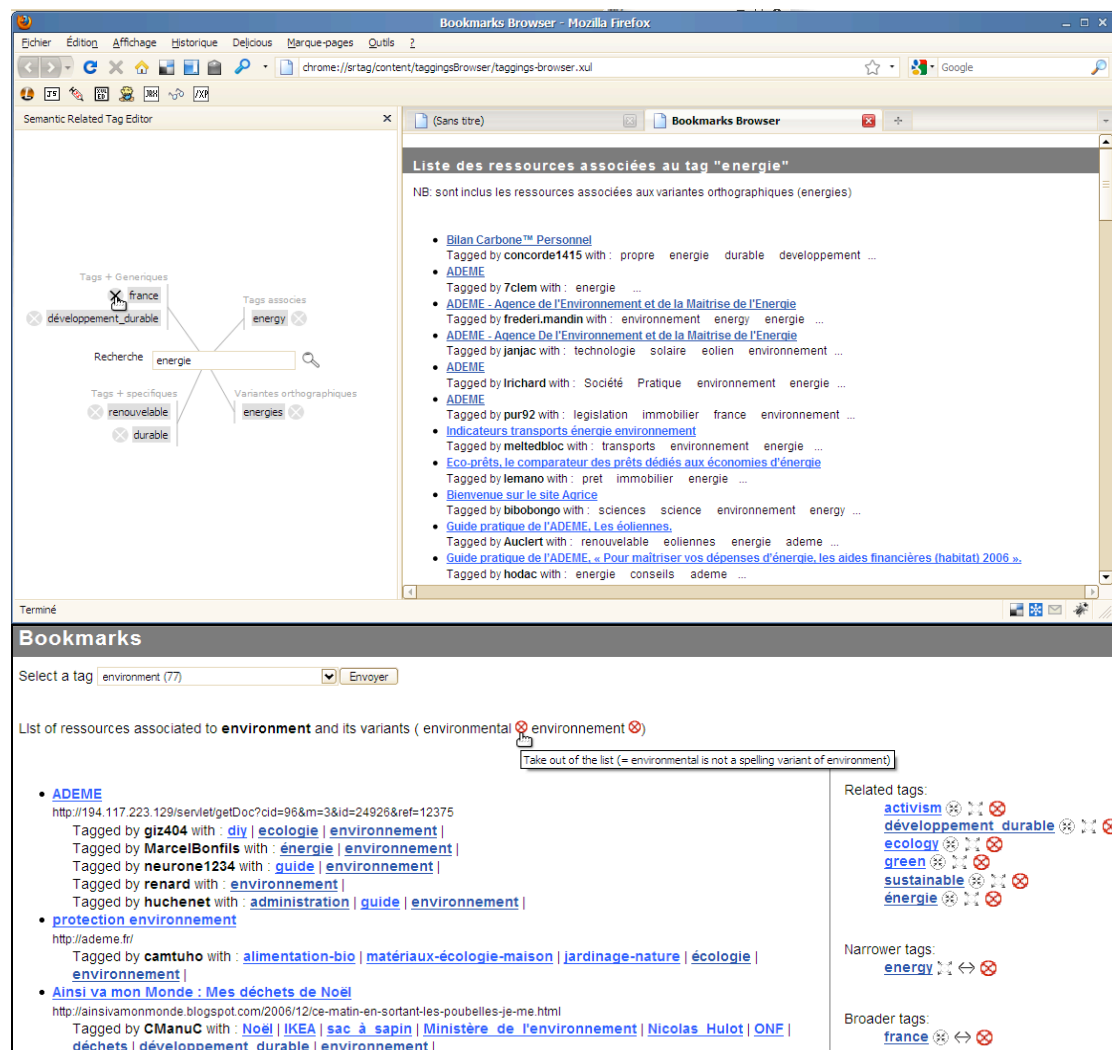 Bookmarks Browser - Mozilla Firefox
Fichier Édition Affichage Historique Delicious Marque-pages Outils ?
chrome://srtag/content/taggingsBrowser/taggings-browser.xul
Google
Semantic Related Tag Editor
(Sans titre)
Bookmarks Browser
Liste des ressources associées au tag "energie"
NB: sont inclus les ressources associées aux variantes orthographiques (energies)
Bilan Carbone™ Personnel
Tagged by concorde1415 with : propre energie durable developpement ...
ADEME
Tagged by 7clem with : energie ...
ADEME - Agence de l'Environnement et de la Maitrise de l'Energie
Tagged by frederi.mandin with : environnement energy energie ...
ADEME - Agence De l'Environnement et de la Maitrise de l'Energie
Tagged by janjac with : technologie solaire eolien environnement ...
ADEME
Tagged by lrichard with : Société Pratique environnement energie ...
ADEME
Tagged by pur92 with : legislation immobilier france environnement ...
Indicateurs transports énergie environnement
Tagged by meltedbloc with : transports environnement energie ...
Eco-prêts, le comparateur des prêts dédiés aux économies d'énergie
Tagged by lemano with : pret immobilier energie ...
Bienvenue sur le site Agrice
Tagged by bibobongo with : sciences science environnement energy ...
Guide pratique de l'ADEME, Les éoliennes.
Tagged by Auclert with : renouvelable eoliennes energie ademe ...
Guide pratique de l'ADEME, « Pour maîtriser vos dépenses d'énergie, les aides financières (habitat) 2006 ».
Tagged by hodac with : energie conseils ademe ...
Tags + Generiques
france
développement_durable
Tags associes
energy
Recherche energie
Tags + specifiques
renouvelable
durable
Variantes orthographiques
energies
Terminé
Bookmarks
Select a tag environment (77) Envoyer
LIst of ressources associated to environment and its variants ( environmental environnement )
Take out of the list (= environmental is not a spelling variant of environment)
ADEME
http://194.117.223.129/servlet/getDoc?cid=96&m=3&id=24926&ref=12375
Tagged by giz404 with : diy | ecologie | environnement |
Tagged by MarcelBonfils with : énergie | environnement |
Tagged by neurone1234 with : guide | environnement |
Tagged by renard with : environnement |
Tagged by huchenet with : administration | guide | environnement |
protection environnement
http://ademe.fr/
Tagged by camtuho with : alimentation-bio | matériaux-écologie-maison | jardinage-nature | écologie |
environnement |
Ainsi va mon Monde : Mes déchets de Noël
http://ainsivamonmonde.blogspot.com/2006/12/ce-matin-en-sortant-les-poubelles-je-me.html
Tagged by CManuC with : Noël | IKEA | sac_à_sapin | Ministère_de_l'environnement | Nicolas_Hulot | ONF |
déchets | développement_durable | environnement |
Related tags:
activism
développement_durable
ecology
green
sustainable
énergie
Narrower tags:
energy
Broader tags:
france